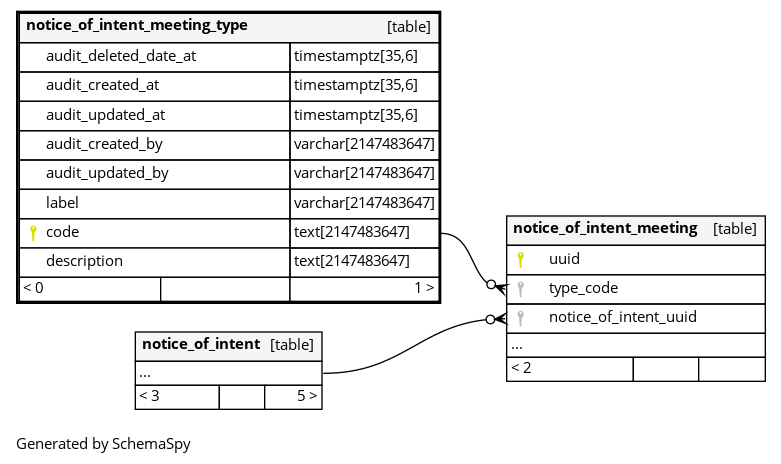 notice_of_intent_meeting_type [table]
audit_deleted_date_at timestamptz[35,6]
audit_created_at timestamptz[35,6]
audit_updated_at timestamptz[35,6]
audit_created_by varchar[2147483647]
audit_updated_by varchar[2147483647]
label varchar[2147483647]
code text[2147483647]
description text[2147483647]
< 0 1 >
notice_of_intent_meeting [table]
uuid
type_code
notice_of_intent_uuid
...
< 2
notice_of_intent [table]
...
< 3 5 >
Generated by SchemaSpy